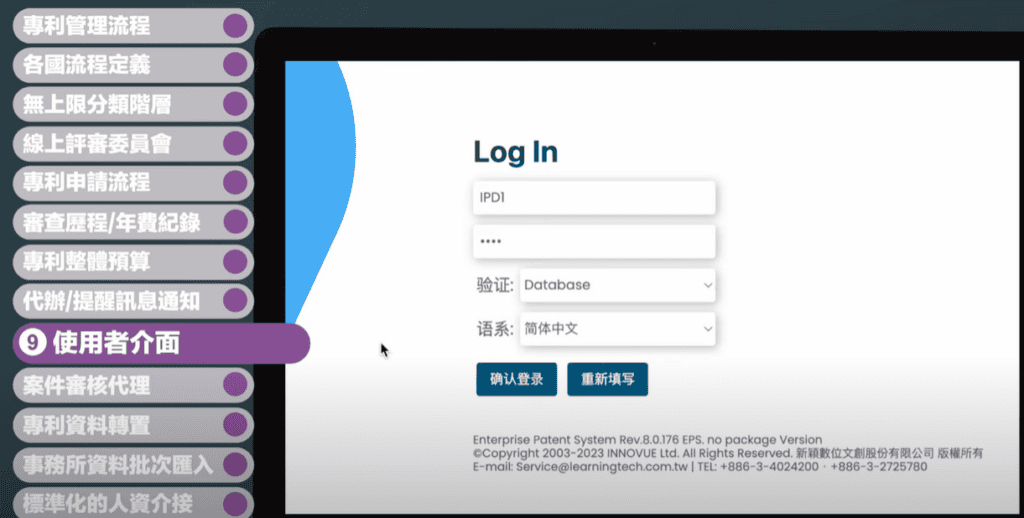 專利管理流程
各國流程定義
無上限分類階層
線上評審委員會
專利申請流程
審查歷程/年費紀錄
專利整體預算
代辦/提醒訊息通知
9 使用者介面
案件審核代理
專利資料轉置
事務所資料批次匯入
標準化的人資介接
Log In
IPD1
••••
验证: Database
语系: 简体中文
确认登录 重新填写
Enterprise Patent System Rev.8.0.176 EPS. no package Version
©Copyright 2003-2023 INNOVUE Ltd. All Rights Reserved. 新穎數位文創股份有限公司 版權所有
E-mail: Service@learningtech.com.tw | TEL: +886-3-4024200 · +886-3-2725780